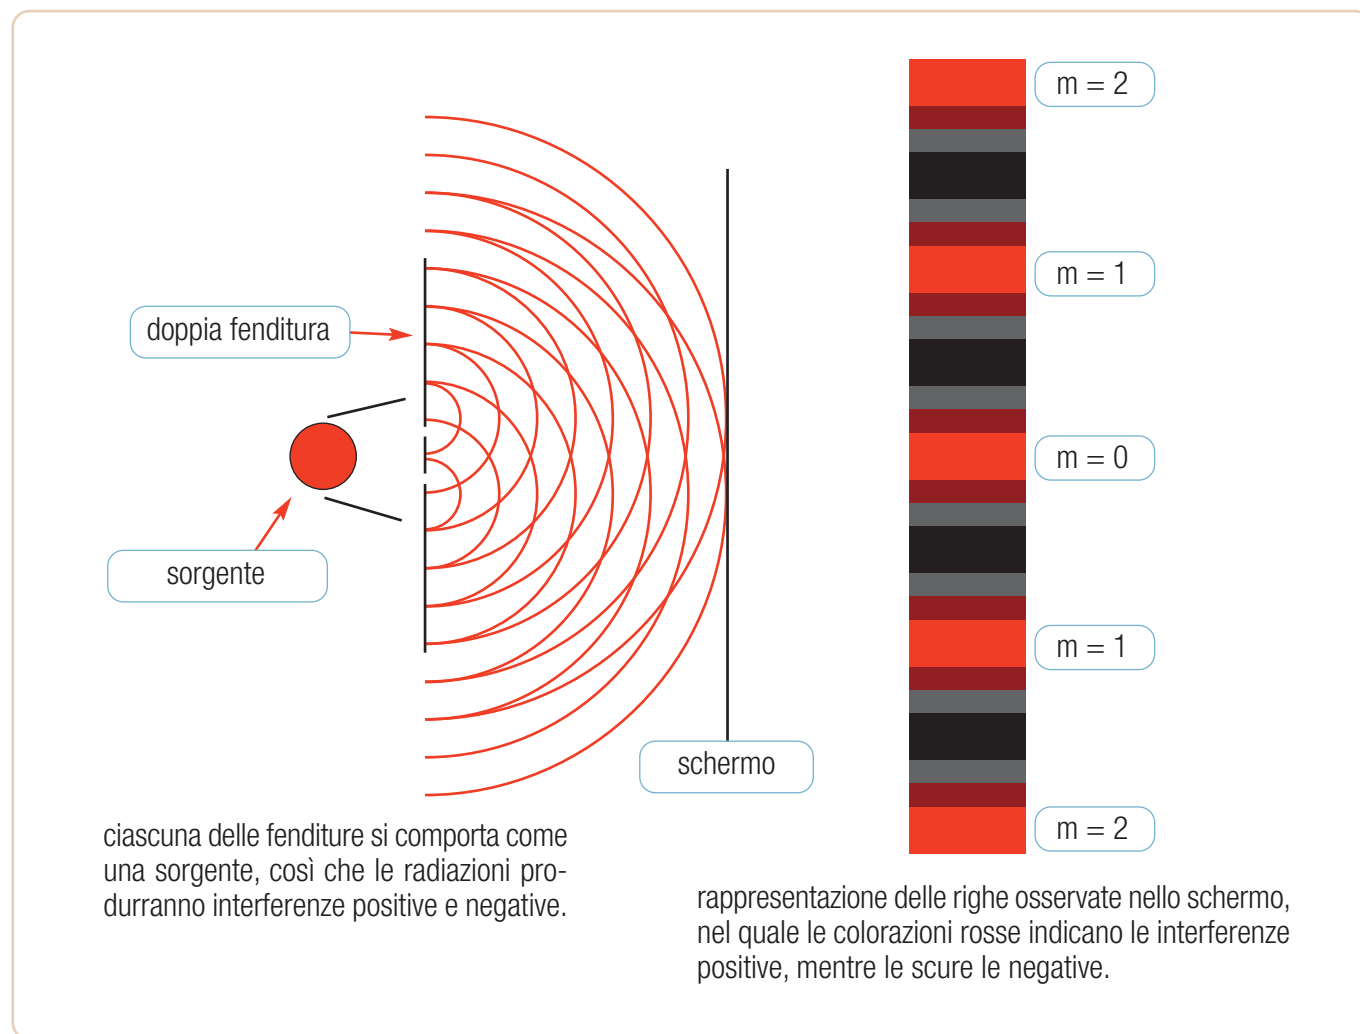 m = 2
m = 1
doppia fenditura
m = 0
sorgente
m = 1
schermo
m = 2
ciascuna delle fenditure si comporta come
una sorgente, così che le radiazioni pro-
durranno interferenze positive e negative.
rappresentazione delle righe osservate nello schermo,
nel quale le colorazioni rosse indicano le interferenze
positive, mentre le scure le negative.